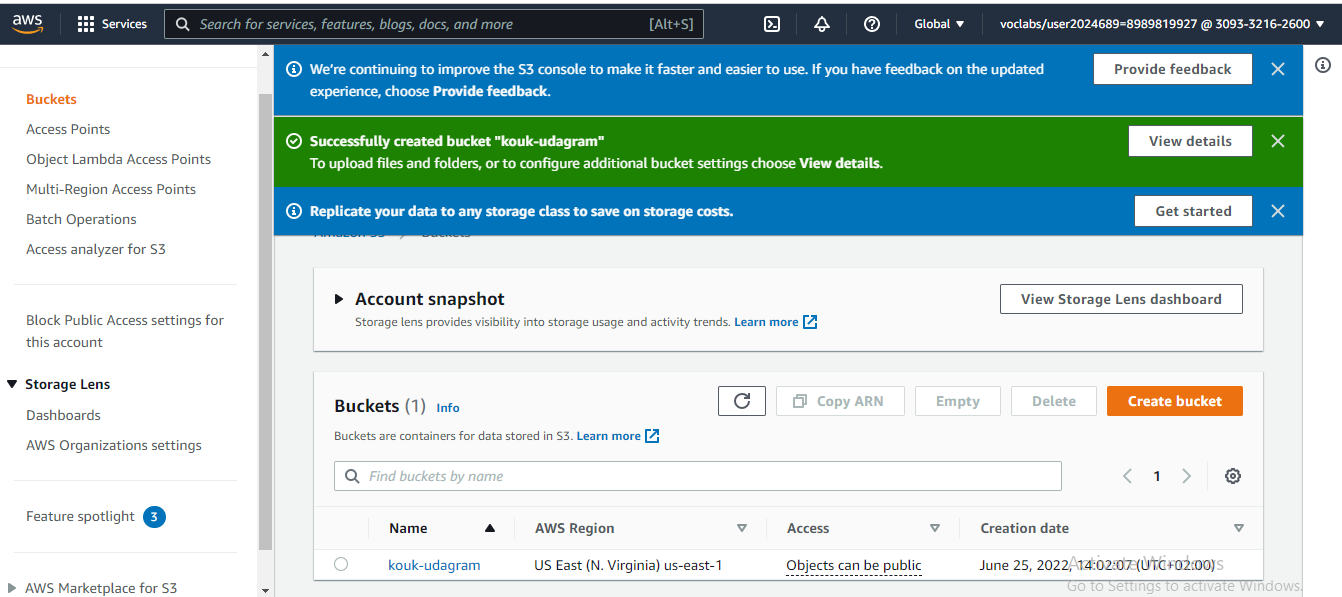 aws
Services
Search for services, features, blogs, docs, and more
[Alt+S]
Global
voclabs/user2024689=8989819927 @ 3093-3216-2600
Buckets
Access Points
Object Lambda Access Points
Multi-Region Access Points
Batch Operations
Access analyzer for S3
Block Public Access settings for
this account
Storage Lens
Dashboards
AWS Organizations settings
Feature spotlight 3
AWS Marketplace for S3
We're continuing to improve the S3 console to make it faster and easier to use. If you have feedback on the updated
experience, choose Provide feedback.
Provide feedback
Successfully created bucket "kouk-udagram"
To upload files and folders, or to configure additional bucket settings choose View details.
View details
Replicate your data to any storage class to save on storage costs.
Get started
Amazon S3 > Buckets
Account snapshot
Storage lens provides visibility into storage usage and activity trends. Learn more
View Storage Lens dashboard
Buckets (1) Info
Copy ARN
Empty
Delete
Create bucket
Buckets are containers for data stored in S3. Learn more
Find buckets by name
1
Name AWS Region Access Creation date
kouk-udagram US East (N. Virginia) us-east-1 Objects can be public June 25, 2022, 14:02:07 (UTC+02:00)
Activate Windows
Go to Settings to activate Windows.